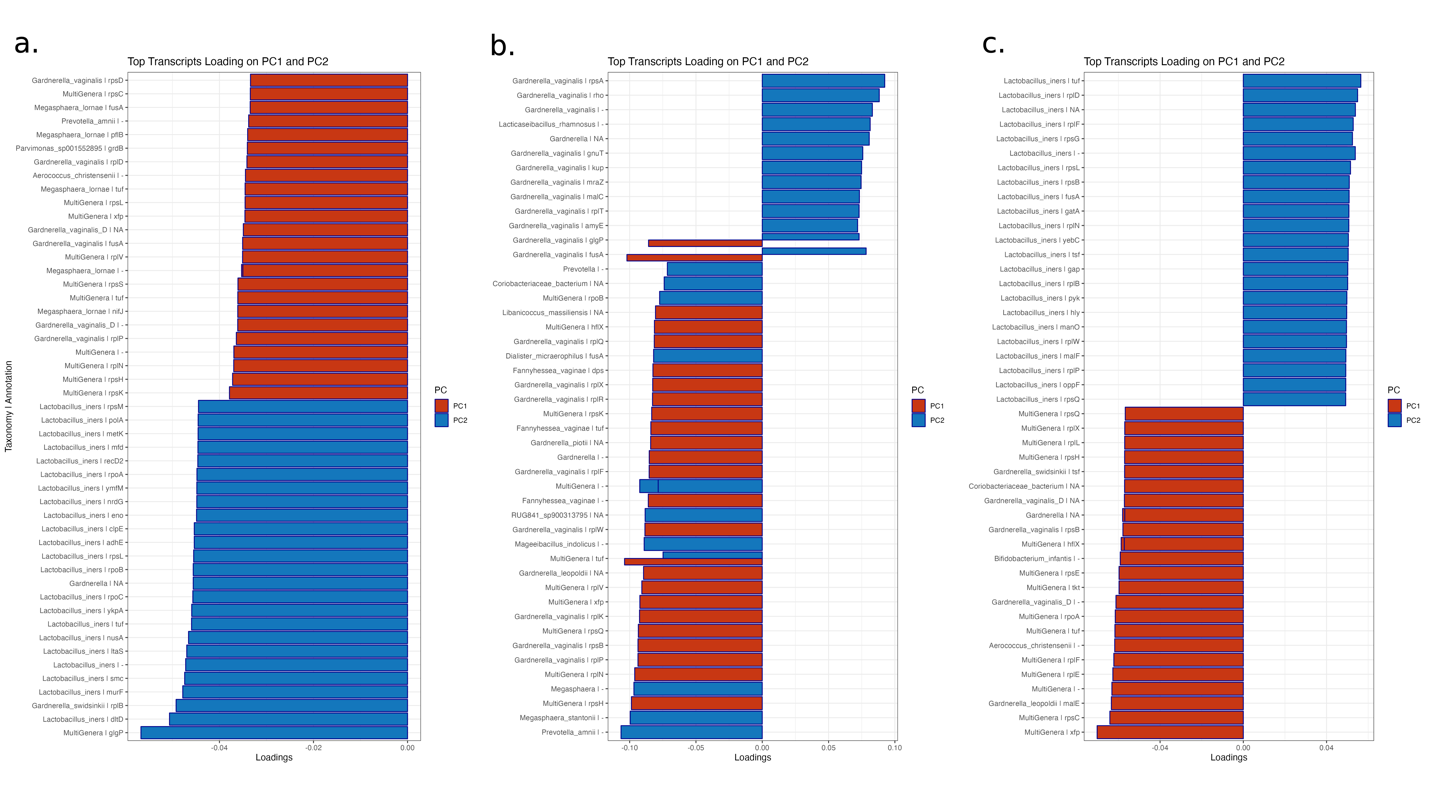 a.
Top Transcripts Loading on PC1 and PC2
Taxonomy | Annotation
Gardnerella_vaginalis | rpsD
MultiGenera | rpsC
Megasphaera_lornae | fusA
Prevotella_amnii | -
Megasphaera_lornae | pflB
Parvimonas_sp001552895 | grdB
Gardnerella_vaginalis | rplD
Aerococcus_christensenii | -
Megasphaera_lornae | tuf
MultiGenera | rpsL
MultiGenera | xfp
Gardnerella_vaginalis_D | NA
Gardnerella_vaginalis | fusA
MultiGenera | rplV
Megasphaera_lornae | -
MultiGenera | rpsS
MultiGenera | tuf
Megasphaera_lornae | nifJ
Gardnerella_vaginalis_D | -
Gardnerella_vaginalis | rplP
MultiGenera | -
MultiGenera | rplN
MultiGenera | rpsH
MultiGenera | rpsK
Lactobacillus_iners | rpsM
Lactobacillus_iners | polA
Lactobacillus_iners | metK
Lactobacillus_iners | mfd
Lactobacillus_iners | recD2
Lactobacillus_iners | rpoA
Lactobacillus_iners | ymfM
Lactobacillus_iners | nrdG
Lactobacillus_iners | eno
Lactobacillus_iners | clpE
Lactobacillus_iners | adhE
Lactobacillus_iners | rpsL
Lactobacillus_iners | rpoB
Gardnerella | NA
Lactobacillus_iners | rpoC
Lactobacillus_iners | ykpA
Lactobacillus_iners | tuf
Lactobacillus_iners | nusA
Lactobacillus_iners | ltaS
Lactobacillus_iners | -
Lactobacillus_iners | smc
Lactobacillus_iners | murF
Gardnerella_swidsinkii | rplB
Lactobacillus_iners | dltD
MultiGenera | glgP
-0.04 -0.02 0.00
Loadings
PC
PC1
PC2
b.
Top Transcripts Loading on PC1 and PC2
Gardnerella_vaginalis | rpsA
Gardnerella_vaginalis | rho
Gardnerella_vaginalis | -
Lacticaseibacillus_rhamnosus | -
Gardnerella | NA
Gardnerella_vaginalis | gnuT
Gardnerella_vaginalis | kup
Gardnerella_vaginalis | mraZ
Gardnerella_vaginalis | malC
Gardnerella_vaginalis | rplT
Gardnerella_vaginalis | amyE
Gardnerella_vaginalis | glgP
Gardnerella_vaginalis | fusA
Prevotella | -
Coriobacteriaceae_bacterium | NA
MultiGenera | rpoB
Libanicoccus_massiliensis | NA
MultiGenera | hflX
Gardnerella_vaginalis | rplQ
Dialister_micraerophilus | fusA
Fannyhessea_vaginae | dps
Gardnerella_vaginalis | rplX
Gardnerella_vaginalis | rplR
MultiGenera | rpsK
Fannyhessea_vaginae | tuf
Gardnerella_piotii | NA
Gardnerella | -
Gardnerella_vaginalis | rplF
MultiGenera | -
Fannyhessea_vaginae | -
RUG841_sp900313795 | NA
Gardnerella_vaginalis | rplW
Mageeibacillus_indolicus | -
MultiGenera | tuf
Gardnerella_leopoldii | NA
MultiGenera | rplV
MultiGenera | xfp
Gardnerella_vaginalis | rplK
MultiGenera | rpsQ
Gardnerella_vaginalis | rpsB
Gardnerella_vaginalis | rplP
MultiGenera | rplN
Megasphaera | -
MultiGenera | rpsH
Megasphaera_stantonii | -
Prevotella_amnii | -
-0.10 -0.05 0.00 0.05 0.10
Loadings
PC
PC1
PC2
c.
Top Transcripts Loading on PC1 and PC2
Lactobacillus_iners | tuf
Lactobacillus_iners | rplD
Lactobacillus_iners | NA
Lactobacillus_iners | rplF
Lactobacillus_iners | rpsG
Lactobacillus_iners | -
Lactobacillus_iners | rpsL
Lactobacillus_iners | rpsB
Lactobacillus_iners | fusA
Lactobacillus_iners | gatA
Lactobacillus_iners | rplN
Lactobacillus_iners | yebC
Lactobacillus_iners | tsf
Lactobacillus_iners | gap
Lactobacillus_iners | rplB
Lactobacillus_iners | pyk
Lactobacillus_iners | hly
Lactobacillus_iners | manO
Lactobacillus_iners | rplW
Lactobacillus_iners | malF
Lactobacillus_iners | rplP
Lactobacillus_iners | oppF
Lactobacillus_iners | rpsQ
MultiGenera | rpsQ
MultiGenera | rplX
MultiGenera | rplL
MultiGenera | rpsH
Gardnerella_swidsinkii | tsf
Coriobacteriaceae_bacterium | NA
Gardnerella_vaginalis_D | NA
Gardnerella | NA
Gardnerella_vaginalis | rpsB
MultiGenera | hflX
Bifidobacterium_infantis | -
MultiGenera | rpsE
MultiGenera | tkt
Gardnerella_vaginalis_D | -
MultiGenera | rpoA
MultiGenera | tuf
Aerococcus_christensenii | -
MultiGenera | rplF
MultiGenera | rplE
MultiGenera | -
Gardnerella_leopoldii | malE
MultiGenera | rpsC
MultiGenera | xfp
-0.04 0.00 0.04
Loadings
PC
PC1
PC2